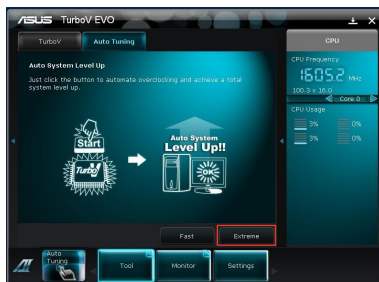 ASUS TurboV EVO
TurboV
Auto Tuning
CPU
Auto System Level Up
Just click the button to automate overclocking and achieve a total
system level up.
CPU Frequency
1605.2 MHz
100.3 x 16.0
Core 0
CPU Usage
3% 0%
3% 0%
Start
Turbo!
Auto System
Level Up!!
OK
Fast
Extreme
Auto
Tuning
Tool
Monitor
Settings